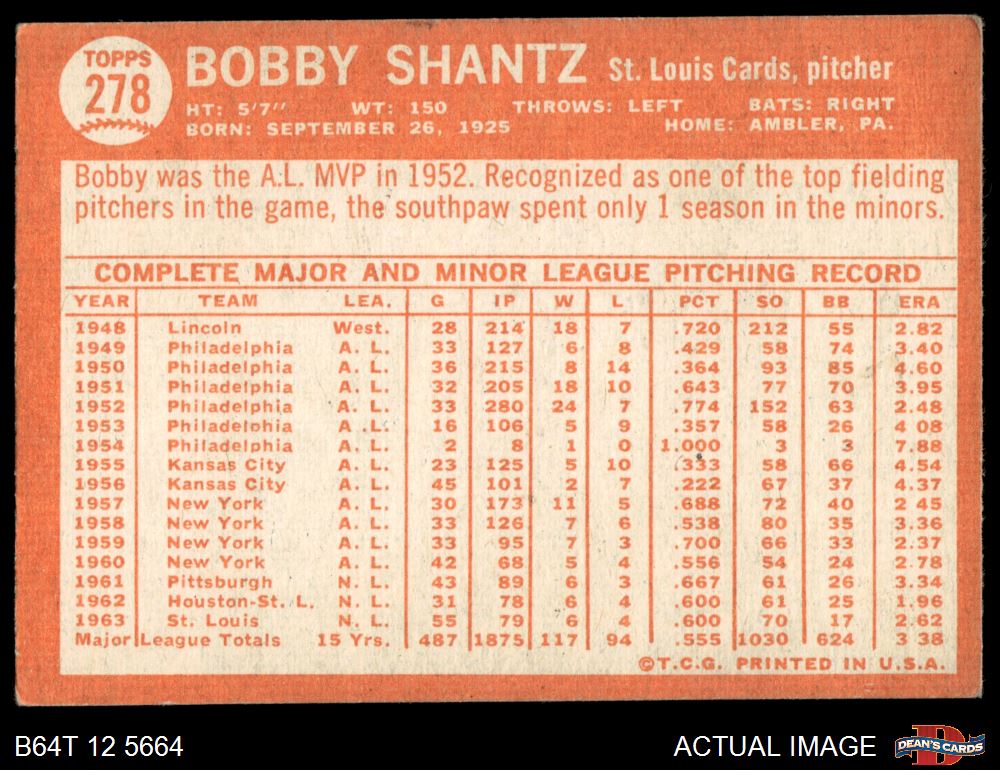 TOPPS
278
BOBBY SHANTZ St. Louis Cards, pitcher
HT: 5'7" WT: 150 THROWS: LEFT BATS: RIGHT
BORN: SEPTEMBER 26, 1925 HOME: AMBLER, PA.
Bobby was the A.L. MVP in 1952. Recognized as one of the top fielding
pitchers in the game, the southpaw spent only 1 season in the minors.
COMPLETE MAJOR AND MINOR LEAGUE PITCHING RECORD
YEAR TEAM LEA. G IP W L PCT SO BB ERA
1948 Lincoln West. 28 214 18 7 .720 212 55 2.82
1949 Philadelphia A. L. 33 127 6 8 .429 58 74 3.40
1950 Philadelphia A. L. 36 215 8 14 .364 93 85 4.60
1951 Philadelphia A. L. 32 205 18 10 .643 77 70 3.95
1952 Philadelphia A. L. 33 280 24 7 .774 152 63 2.48
1953 Philadelphia A. L. 16 106 5 9 .357 58 26 4 08
1954 Philadelphia A. L. 2 8 1 0 1.000 3 3 7.88
1955 Kansas City A. L. 23 125 5 10 .333 58 66 4.54
1956 Kansas City A. L. 45 101 2 7 .222 67 37 4.37
1957 New York A. L. 30 173 11 5 .688 72 40 2 45
1958 New York A. L. 33 126 7 6 .538 80 35 3.36
1959 New York A. L. 33 95 7 3 .700 66 33 2.37
1960 New York A. L. 42 68 5 4 .556 54 24 2.78
1961 Pittsburgh N. L. 43 89 6 3 .667 61 26 3.34
1962 Houston-St. L. N. L. 31 78 6 4 .600 61 25 1.96
1963 St. Louis N. L. 55 79 6 4 .600 70 17 2.62
Major League Totals 15 Yrs. 487 1875 117 94 .555 1030 624 3 38
©T.C.G. PRINTED IN U.S.A.
B64T 12 5664 ACTUAL IMAGE DEAN'S CARDS